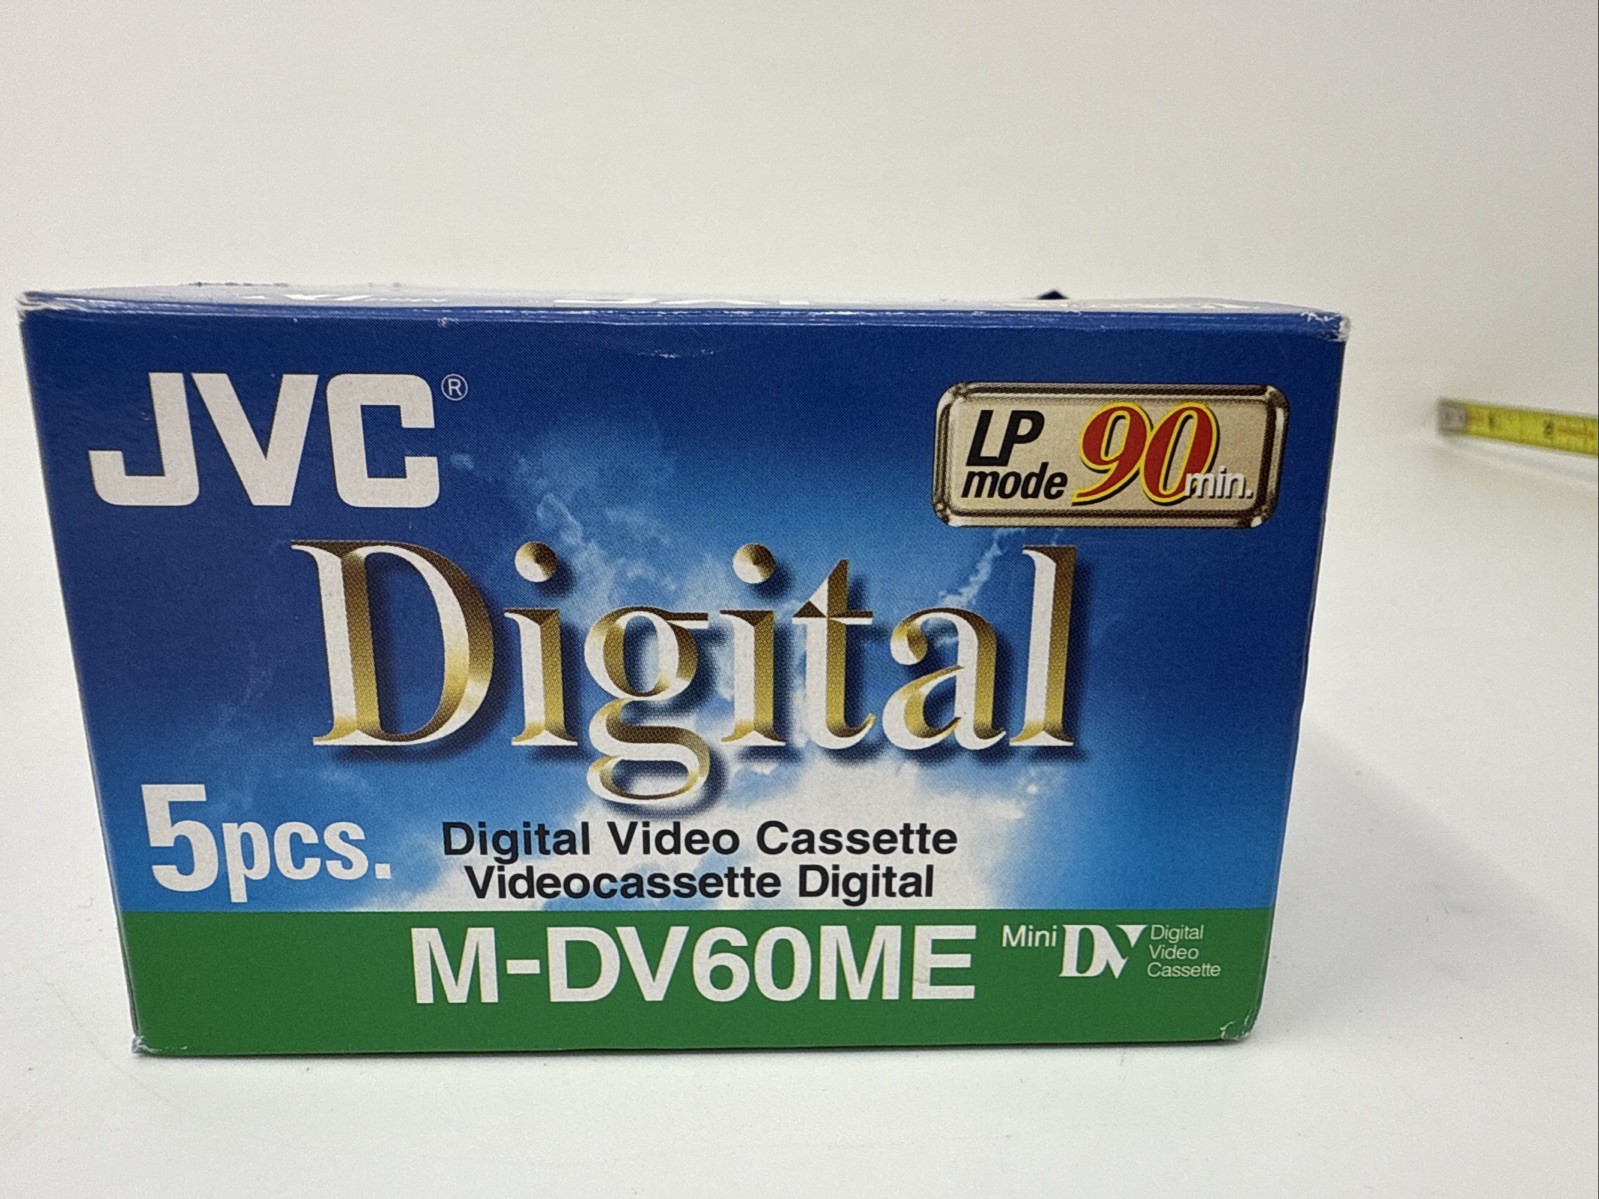 JVC®
LP
mode 90 min.
Digital
5pcs.
Digital Video Cassette
Videocassette Digital
M-DV60ME
Mini DV Digital
Video
Cassette